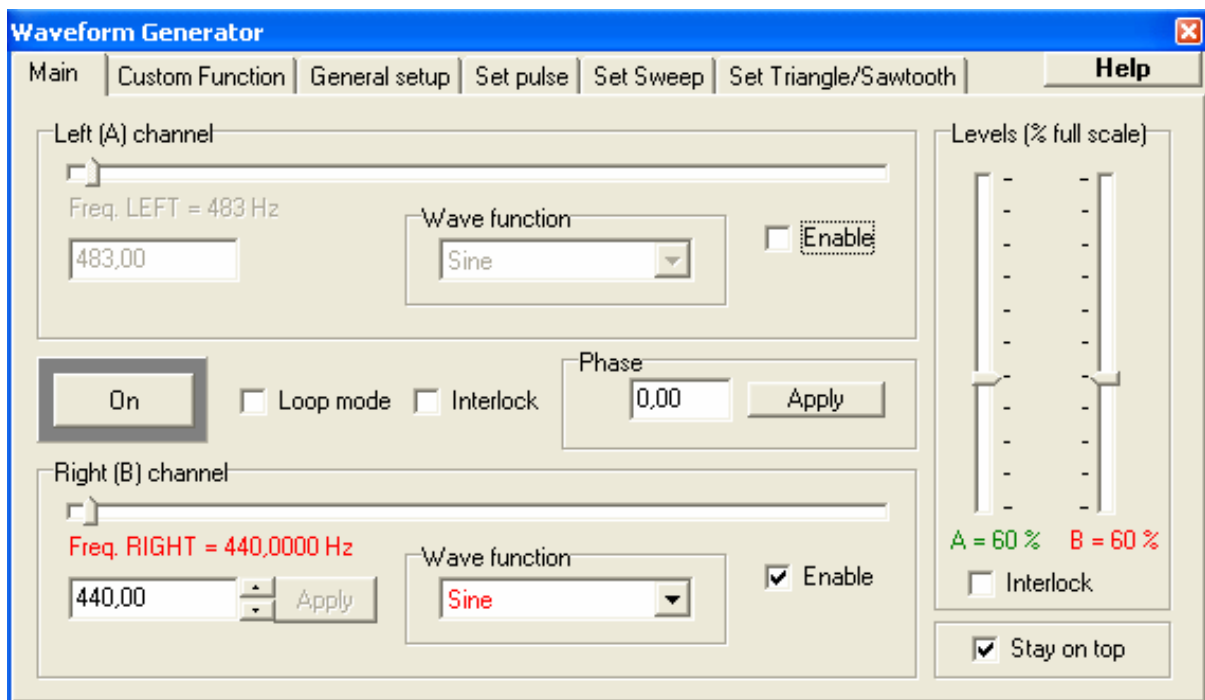 Waveform Generator
Main Custom Function General setup Set pulse Set Sweep Set Triangle/Sawtooth Help
Left (A) channel
Freq. LEFT = 483 Hz
483,00
Wave function
Sine
Enable
On
Loop mode
Interlock
Phase
0,00
Apply
Right (B) channel
Freq. RIGHT = 440,0000 Hz
440,00
Apply
Wave function
Sine
Enable
Levels (% full scale)
A = 60 % B = 60 %
Interlock
Stay on top